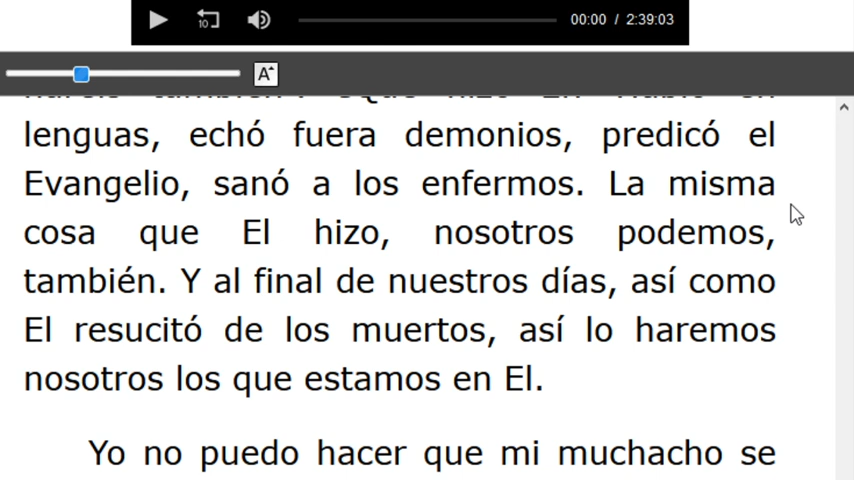 00:00 / 2:39:03
10
A
lenguas, echó fuera demonios, predicó el
Evangelio, sanó a los enfermos. La misma
cosa que El hizo, nosotros podemos,
también. Y al final de nuestros días, así como
El resucitó de los muertos, así lo haremos
nosotros los que estamos en El.
Yo no puedo hacer que mi muchacho se